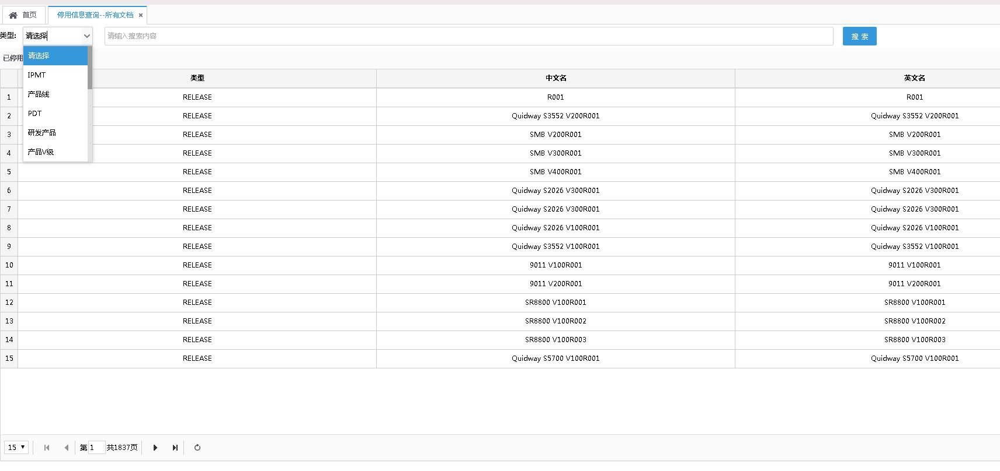 首页 停用信息查询--所有文档 ×
类型: 请选择 请输入搜索内容 搜 索
已停用
请选择
IPMT
产品线
PDT
研发产品
产品V级
类型 中文名 英文名
1 RELEASE R001 R001
2 RELEASE Quidway S3552 V200R001 Quidway S3552 V200R001
3 RELEASE SMB V200R001 SMB V200R001
4 RELEASE SMB V300R001 SMB V300R001
5 RELEASE SMB V400R001 SMB V400R001
6 RELEASE Quidway S2026 V300R001 Quidway S2026 V300R001
7 RELEASE Quidway S2026 V300R001 Quidway S2026 V300R001
8 RELEASE Quidway S2026 V100R001 Quidway S2026 V100R001
9 RELEASE Quidway S3552 V100R001 Quidway S3552 V100R001
10 RELEASE 9011 V100R001 9011 V100R001
11 RELEASE 9011 V200R001 9011 V200R001
12 RELEASE SR8800 V100R001 SR8800 V100R001
13 RELEASE SR8800 V100R002 SR8800 V100R002
14 RELEASE SR8800 V100R003 SR8800 V100R003
15 RELEASE Quidway S5700 V100R001 Quidway S5700 V100R001
15 第 1 共1837页